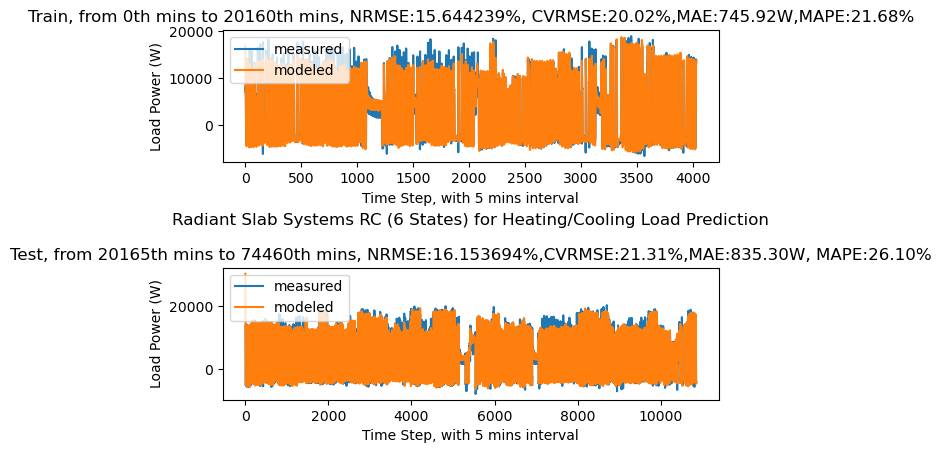 Train, from 0th mins to 20160th mins, NRMSE:15.644239%, CVRMSE:20.02%,MAE:745.92W,MAPE:21.68%
20000
10000
0
Load Power (W)
measured
modeled
0 500 1000 1500 2000 2500 3000 3500 4000
Time Step, with 5 mins interval
Radiant Slab Systems RC (6 States) for Heating/Cooling Load Prediction
Test, from 20165th mins to 74460th mins, NRMSE:16.153694%,CVRMSE:21.31%,MAE:835.30W, MAPE:26.10%
20000
0
Load Power (W)
measured
modeled
0 2000 4000 6000 8000 10000
Time Step, with 5 mins interval